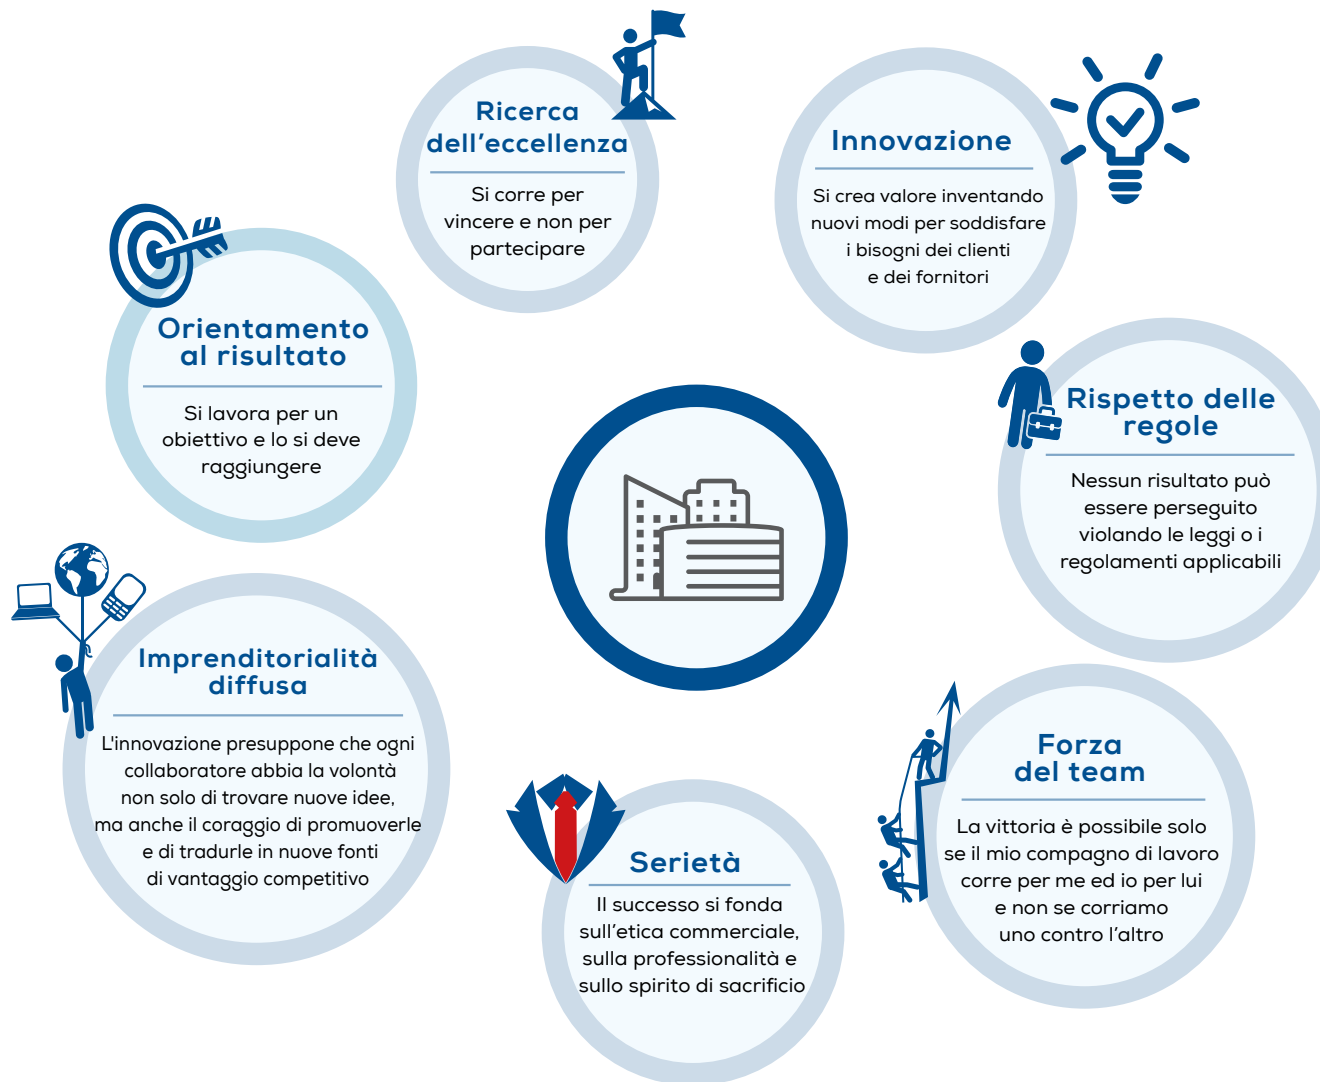 Ricerca
dell’eccellenza
Si corre per
vincere e non per
partecipare
Innovazione
Si crea valore inventando
nuovi modi per soddisfare
i bisogni dei clienti
e dei fornitori
Orientamento
al risultato
Si lavora per un
obiettivo e lo si deve
raggiungere
Rispetto delle
regole
Nessun risultato può
essere perseguito
violando le leggi o i
regolamenti applicabili
Imprenditorialità
diffusa
L'innovazione presuppone che ogni
collaboratore abbia la volontà
non solo di trovare nuove idee,
ma anche il coraggio di promuoverle
e di tradurle in nuove fonti
di vantaggio competitivo
Forza
del team
La vittoria è possibile solo
se il mio compagno di lavoro
corre per me ed io per lui
e non se corriamo
uno contro l’altro
Serietà
Il successo si fonda
sull’etica commerciale,
sulla professionalità e
sullo spirito di sacrificio